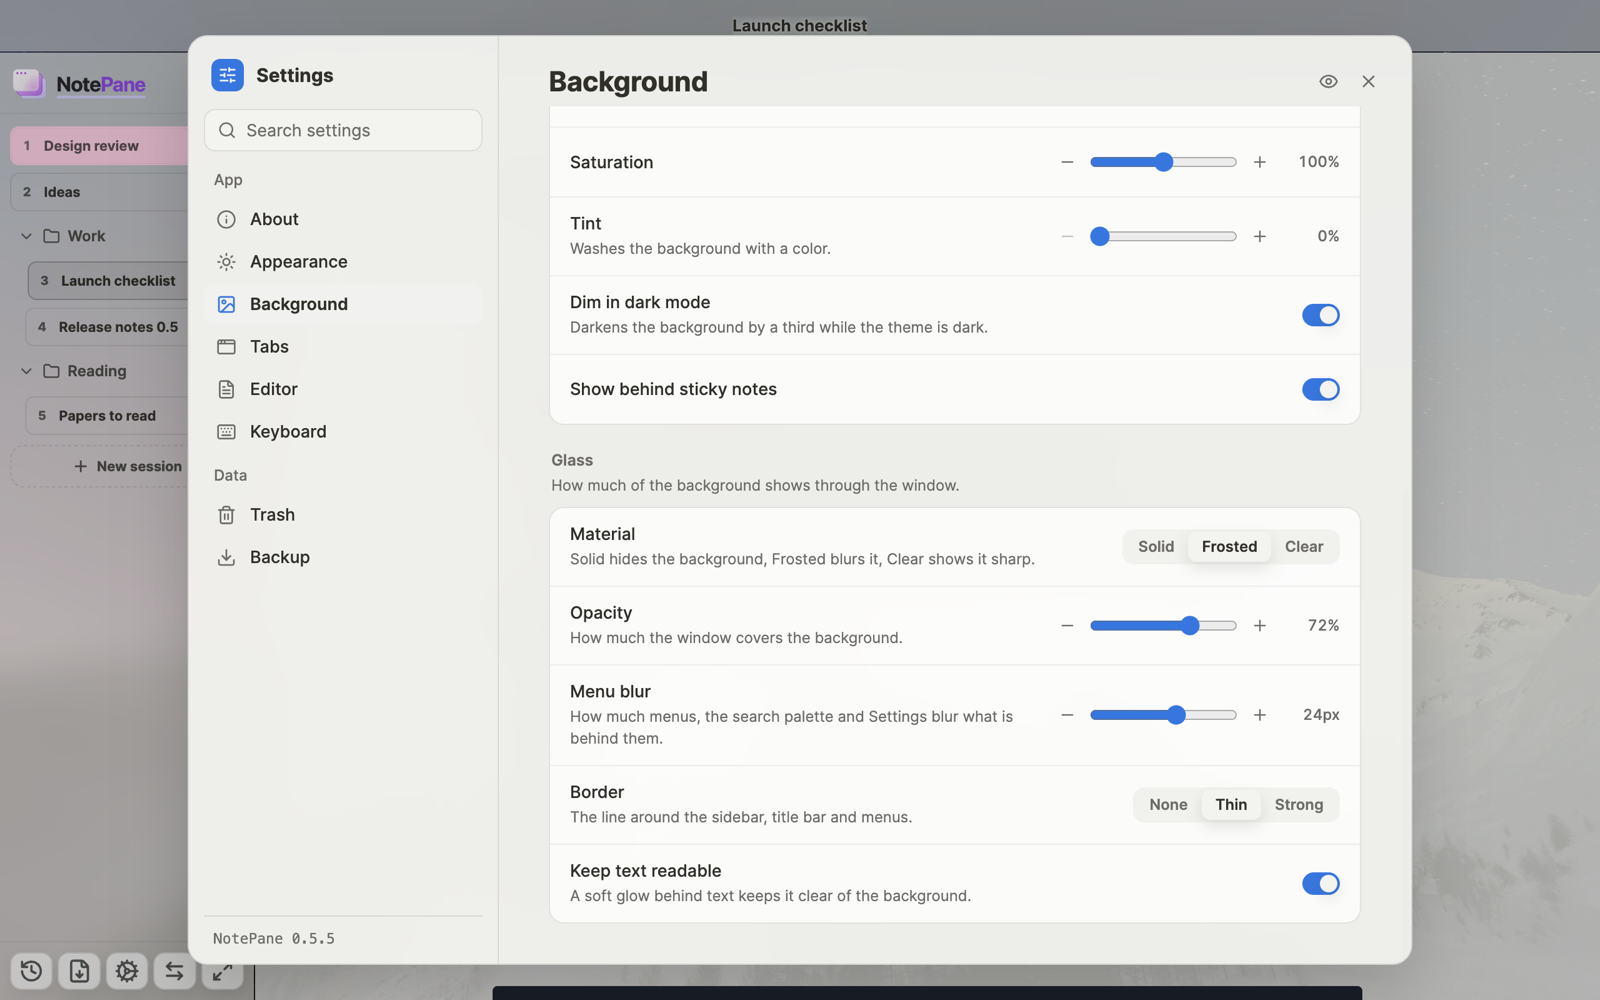 Launch checklist
NotePane
1 Design review
2 Ideas
Work
3 Launch checklist
4 Release notes 0.5
Reading
5 Papers to read
New session
Settings
Search settings
App
About
Appearance
Background
Tabs
Editor
Keyboard
Data
Trash
Backup
NotePane 0.5.5
Background
Saturation
100%
Tint
Washes the background with a color.
0%
Dim in dark mode
Darkens the background by a third while the theme is dark.
Show behind sticky notes
Glass
How much of the background shows through the window.
Material
Solid hides the background, Frosted blurs it, Clear shows it sharp.
Solid Frosted Clear
Opacity
How much the window covers the background.
72%
Menu blur
How much menus, the search palette and Settings blur what is
behind them.
24px
Border
The line around the sidebar, title bar and menus.
None Thin Strong
Keep text readable
A soft glow behind text keeps it clear of the background.